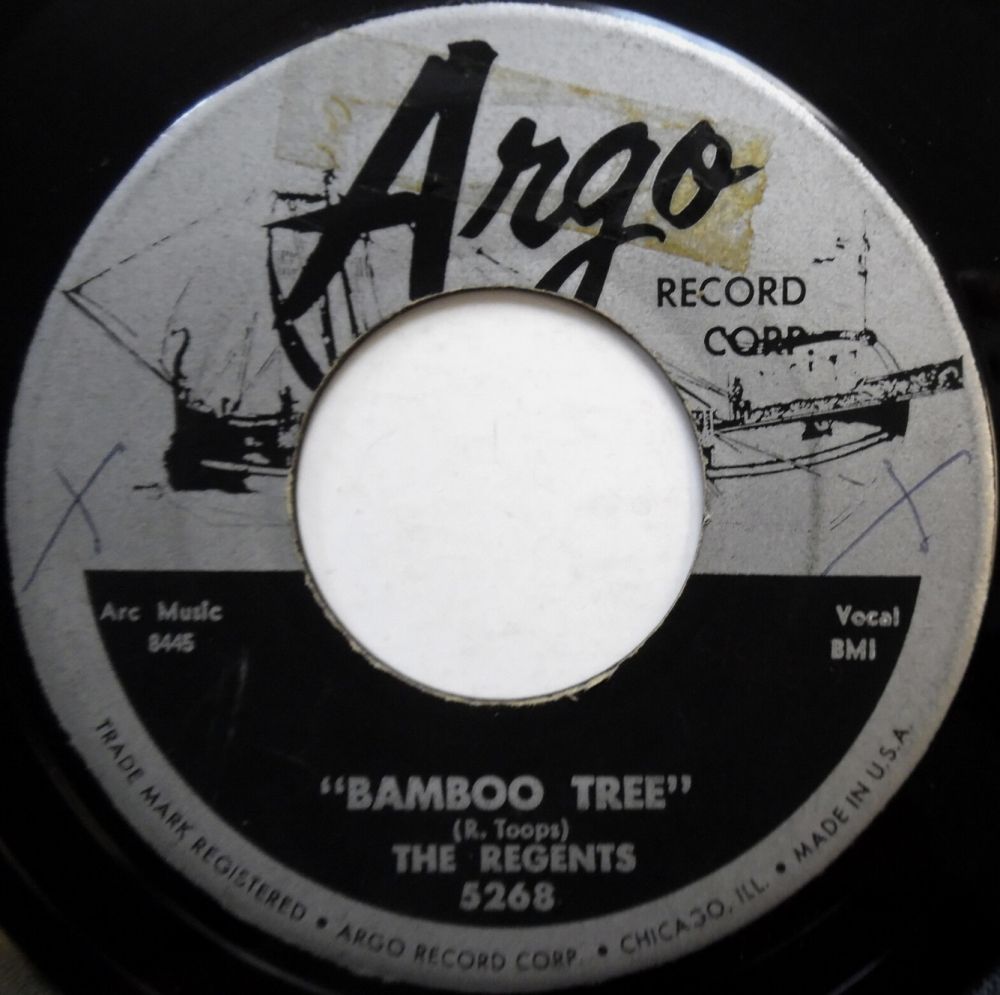 Argo
RECORD
CORP
Arc Music
8445
Vocal
BMI
"BAMBOO TREE"
(R. Toops)
THE REGENTS
5268
TRADE MARK REGISTERED • ARGO RECORD CORP. • CHICAGO, ILL. • MADE IN U.S.A.